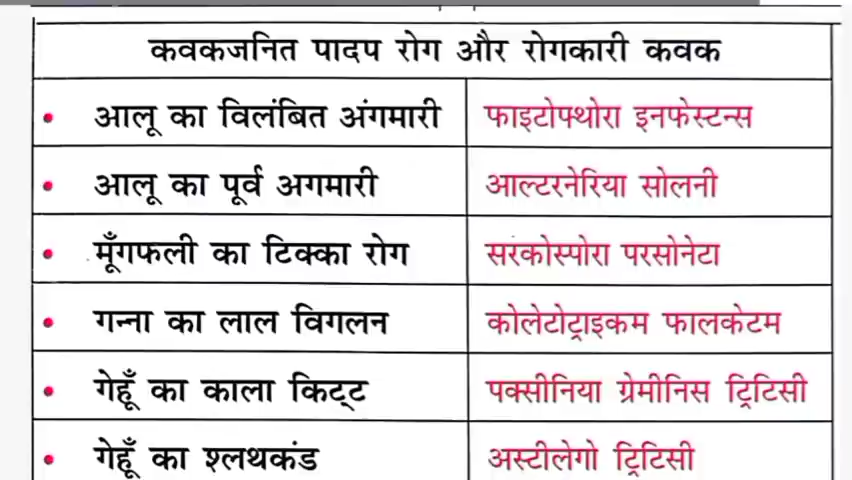 कवकजनित पादप रोग और रोगकारी कवक
• आलू का विलंबित अंगमारी फाइटोफ्थोरा इनफेस्टन्स
• आलू का पूर्व अगमारी आल्टरनेरिया सोलनी
• मूँगफली का टिक्का रोग सरकोस्पोरा परसोनेटा
• गन्ना का लाल विगलन कोलेटोट्राइकम फालकेटम
• गेहूँ का काला किट्ट पक्सीनिया ग्रेमीनिस ट्रिटिसी
• गेहूँ का श्लथकंड अस्टीलेगो ट्रिटिसी